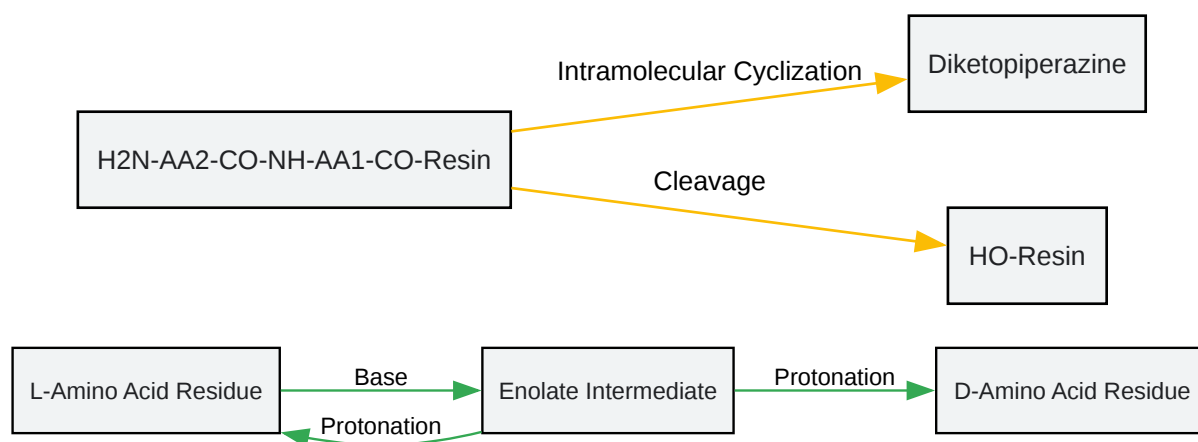 Diketopiperazine
Intramolecular Cyclization
H2N-AA2-CO-NH-AA1-CO-Resin
Cleavage
HO-Resin
L-Amino Acid Residue
Base
Enolate Intermediate
Protonation
D-Amino Acid Residue
Protonation